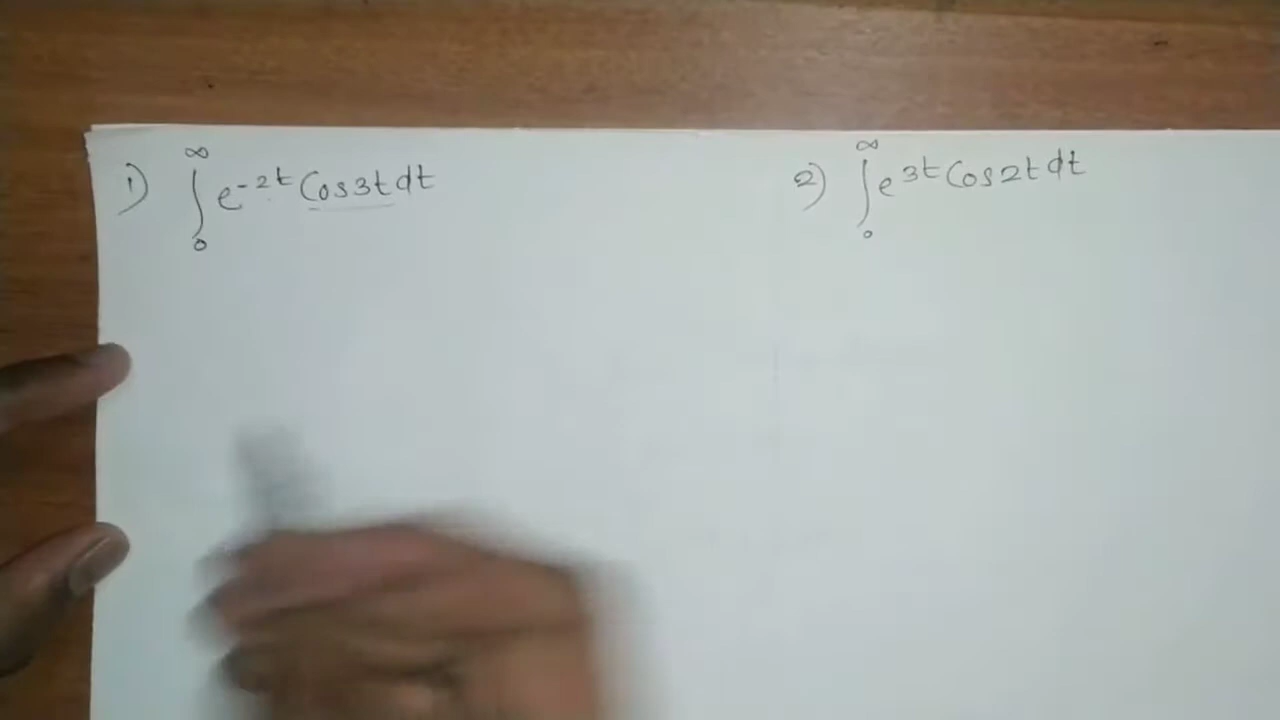 1) ∫₀^∞ e^{-2t} Cos3t dt
2) ∫₀^∞ e^{3t} Cos2t dt